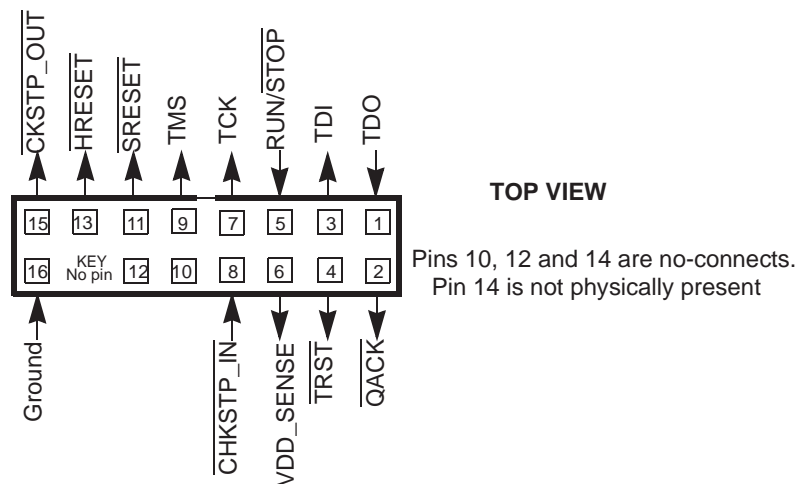 CKSTP_OUT
HRESET
SRESET
TMS
TCK
RUN/STOP
TDI
TDO
TOP VIEW
15 13 11 9 7 5 3 1
16 KEY No pin 12 10 8 6 4 2
Pins 10, 12 and 14 are no-connects.
Pin 14 is not physically present
Ground
CHKSTP_IN
VDD_SENSE
TRST
QACK